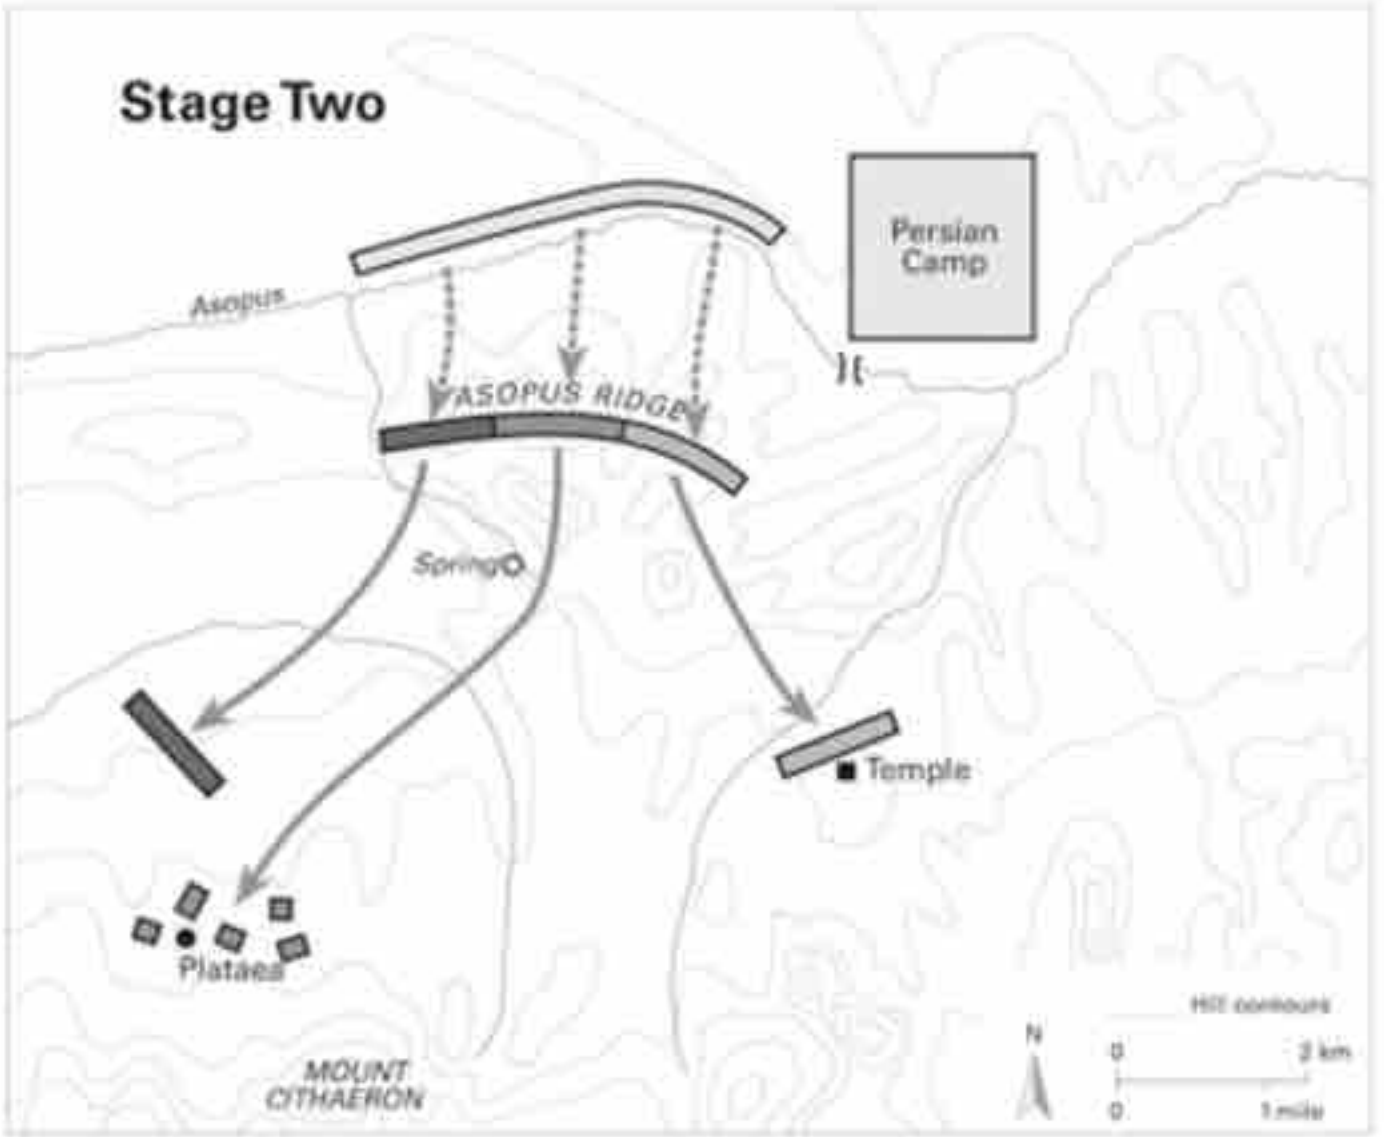 Stage Two
Persian
Camp
Asopus
ASOPUS RIDGE
Spring
Temple
Plataea
Hill contours
N
0
2 km
0
1 mile
MOUNT
CITHAERON